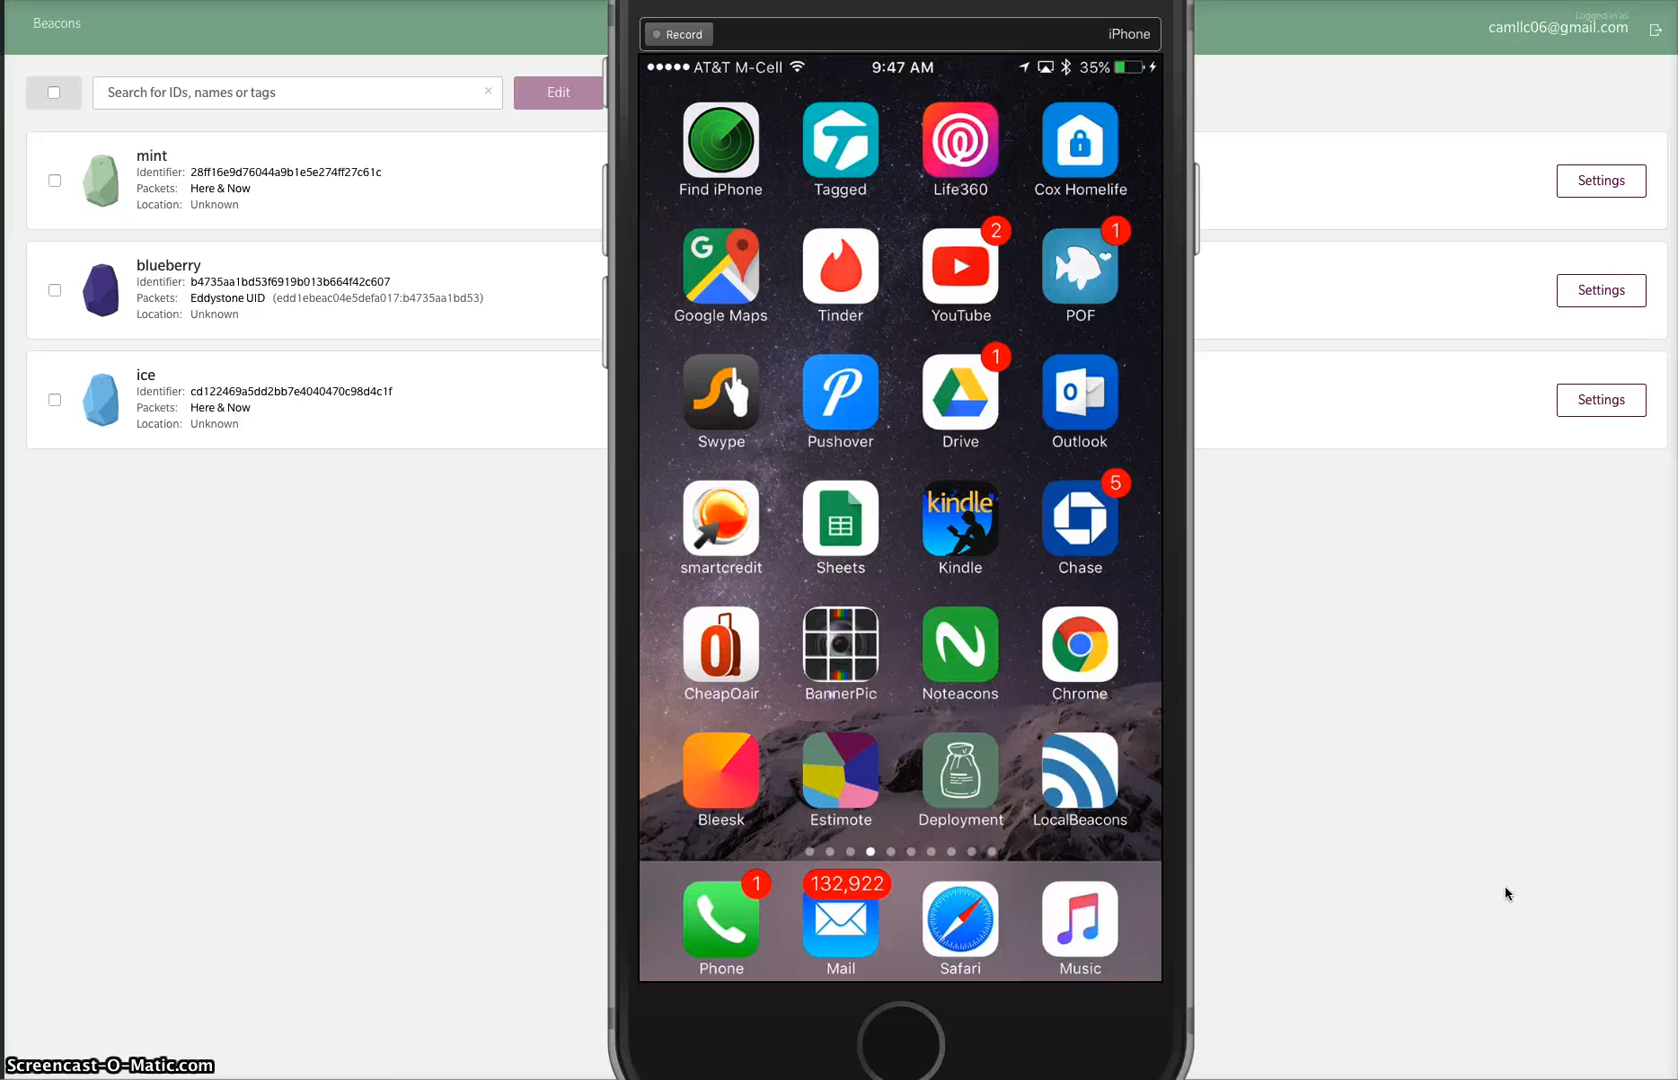 Beacons
Logged in as
camllc06@gmail.com
Search for IDs, names or tags
Edit
mint
Identifier: 28ff16e9d76044a9b1e5e274ff27c61c
Packets: Here & Now
Location: Unknown
Settings
blueberry
Identifier: b4735aa1bd53f6919b013b664f42c607
Packets: Eddystone UID (edd1ebeac04e5defa017:b4735aa1bd53)
Location: Unknown
Settings
ice
Identifier: cd122469a5dd2bb7e4040470c98d4c1f
Packets: Here & Now
Location: Unknown
Settings
Record
iPhone
AT&T M-Cell 9:47 AM 35%
Find iPhone Tagged Life360 Cox Homelife
2 1
G
Google Maps Tinder YouTube POF
1
Swype Pushover Drive Outlook
kindle 5
smartcredit Sheets Kindle Chase
CheapOair BannerPic Noteacons Chrome
Bleesk Estimote Deployment LocalBeacons
1 132,922
Phone Mail Safari Music
Screencast-O-Matic.com